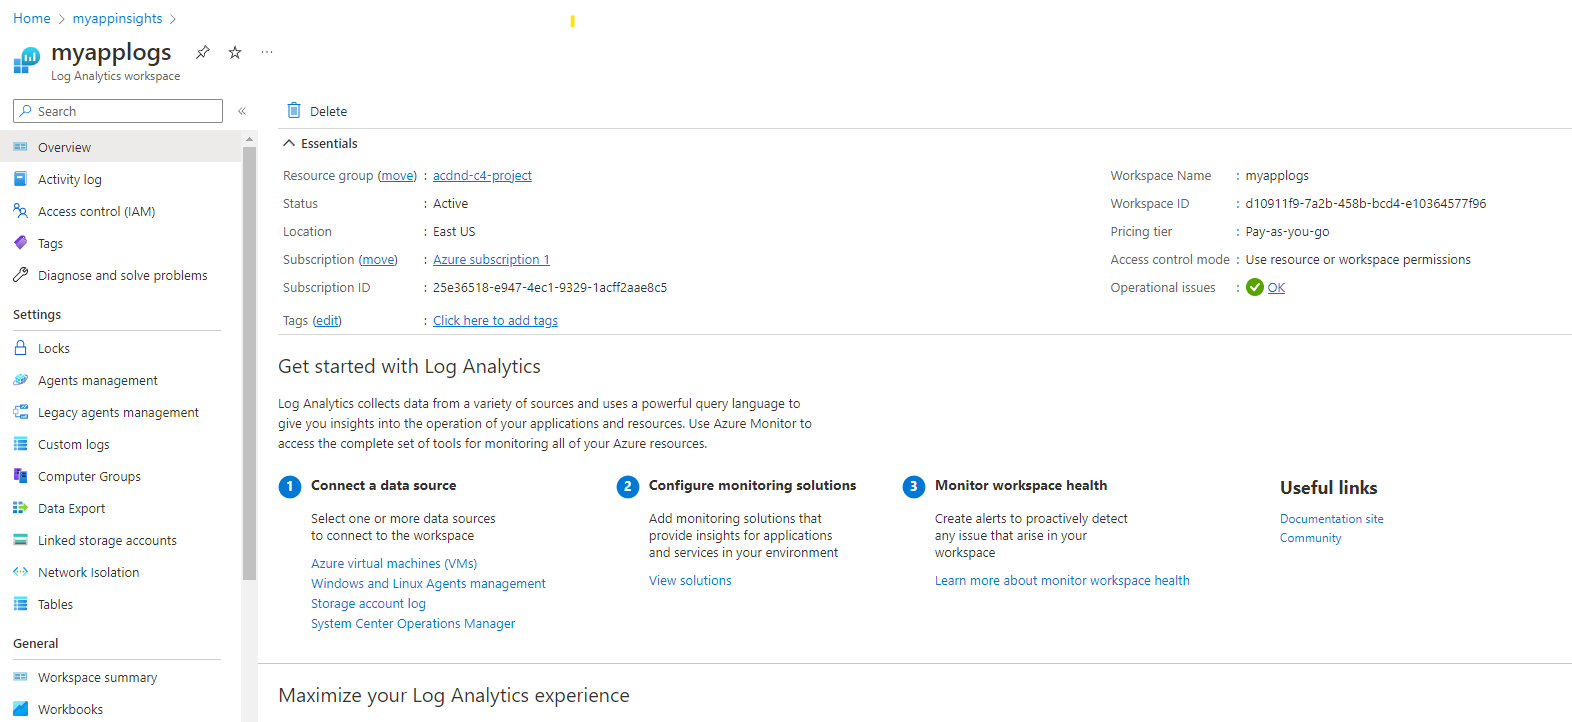 Home > myappinsights >
myapplogs
Log Analytics workspace
Search
«
Overview
Activity log
Access control (IAM)
Tags
Diagnose and solve problems
Settings
Locks
Agents management
Legacy agents management
Custom logs
Computer Groups
Data Export
Linked storage accounts
Network Isolation
Tables
General
Workspace summary
Workbooks
Delete
Essentials
Resource group (move) : acdnd-c4-project
Status : Active
Location : East US
Subscription (move) : Azure subscription 1
Subscription ID : 25e36518-e947-4ec1-9329-1acff2aae8c5
Tags (edit) : Click here to add tags
Workspace Name : myapplogs
Workspace ID : d10911f9-7a2b-458b-bcd4-e10364577f96
Pricing tier : Pay-as-you-go
Access control mode : Use resource or workspace permissions
Operational issues : OK
Get started with Log Analytics
Log Analytics collects data from a variety of sources and uses a powerful query language to
give you insights into the operation of your applications and resources. Use Azure Monitor to
access the complete set of tools for monitoring all of your Azure resources.
1 Connect a data source
Select one or more data sources
to connect to the workspace
Azure virtual machines (VMs)
Windows and Linux Agents management
Storage account log
System Center Operations Manager
2 Configure monitoring solutions
Add monitoring solutions that
provide insights for applications
and services in your environment
View solutions
3 Monitor workspace health
Create alerts to proactively detect
any issue that arise in your
workspace
Learn more about monitor workspace health
Useful links
Documentation site
Community
Maximize your Log Analytics experience